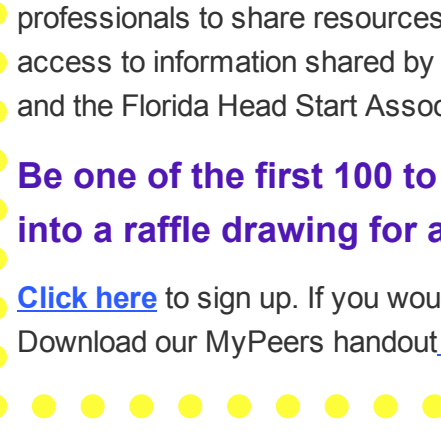 professionals to share resources
access to information shared by
and the Florida Head Start Assoc
Be one of the first 100 to
into a raffle drawing for a
Click here to sign up. If you wou
Download our MyPeers handout